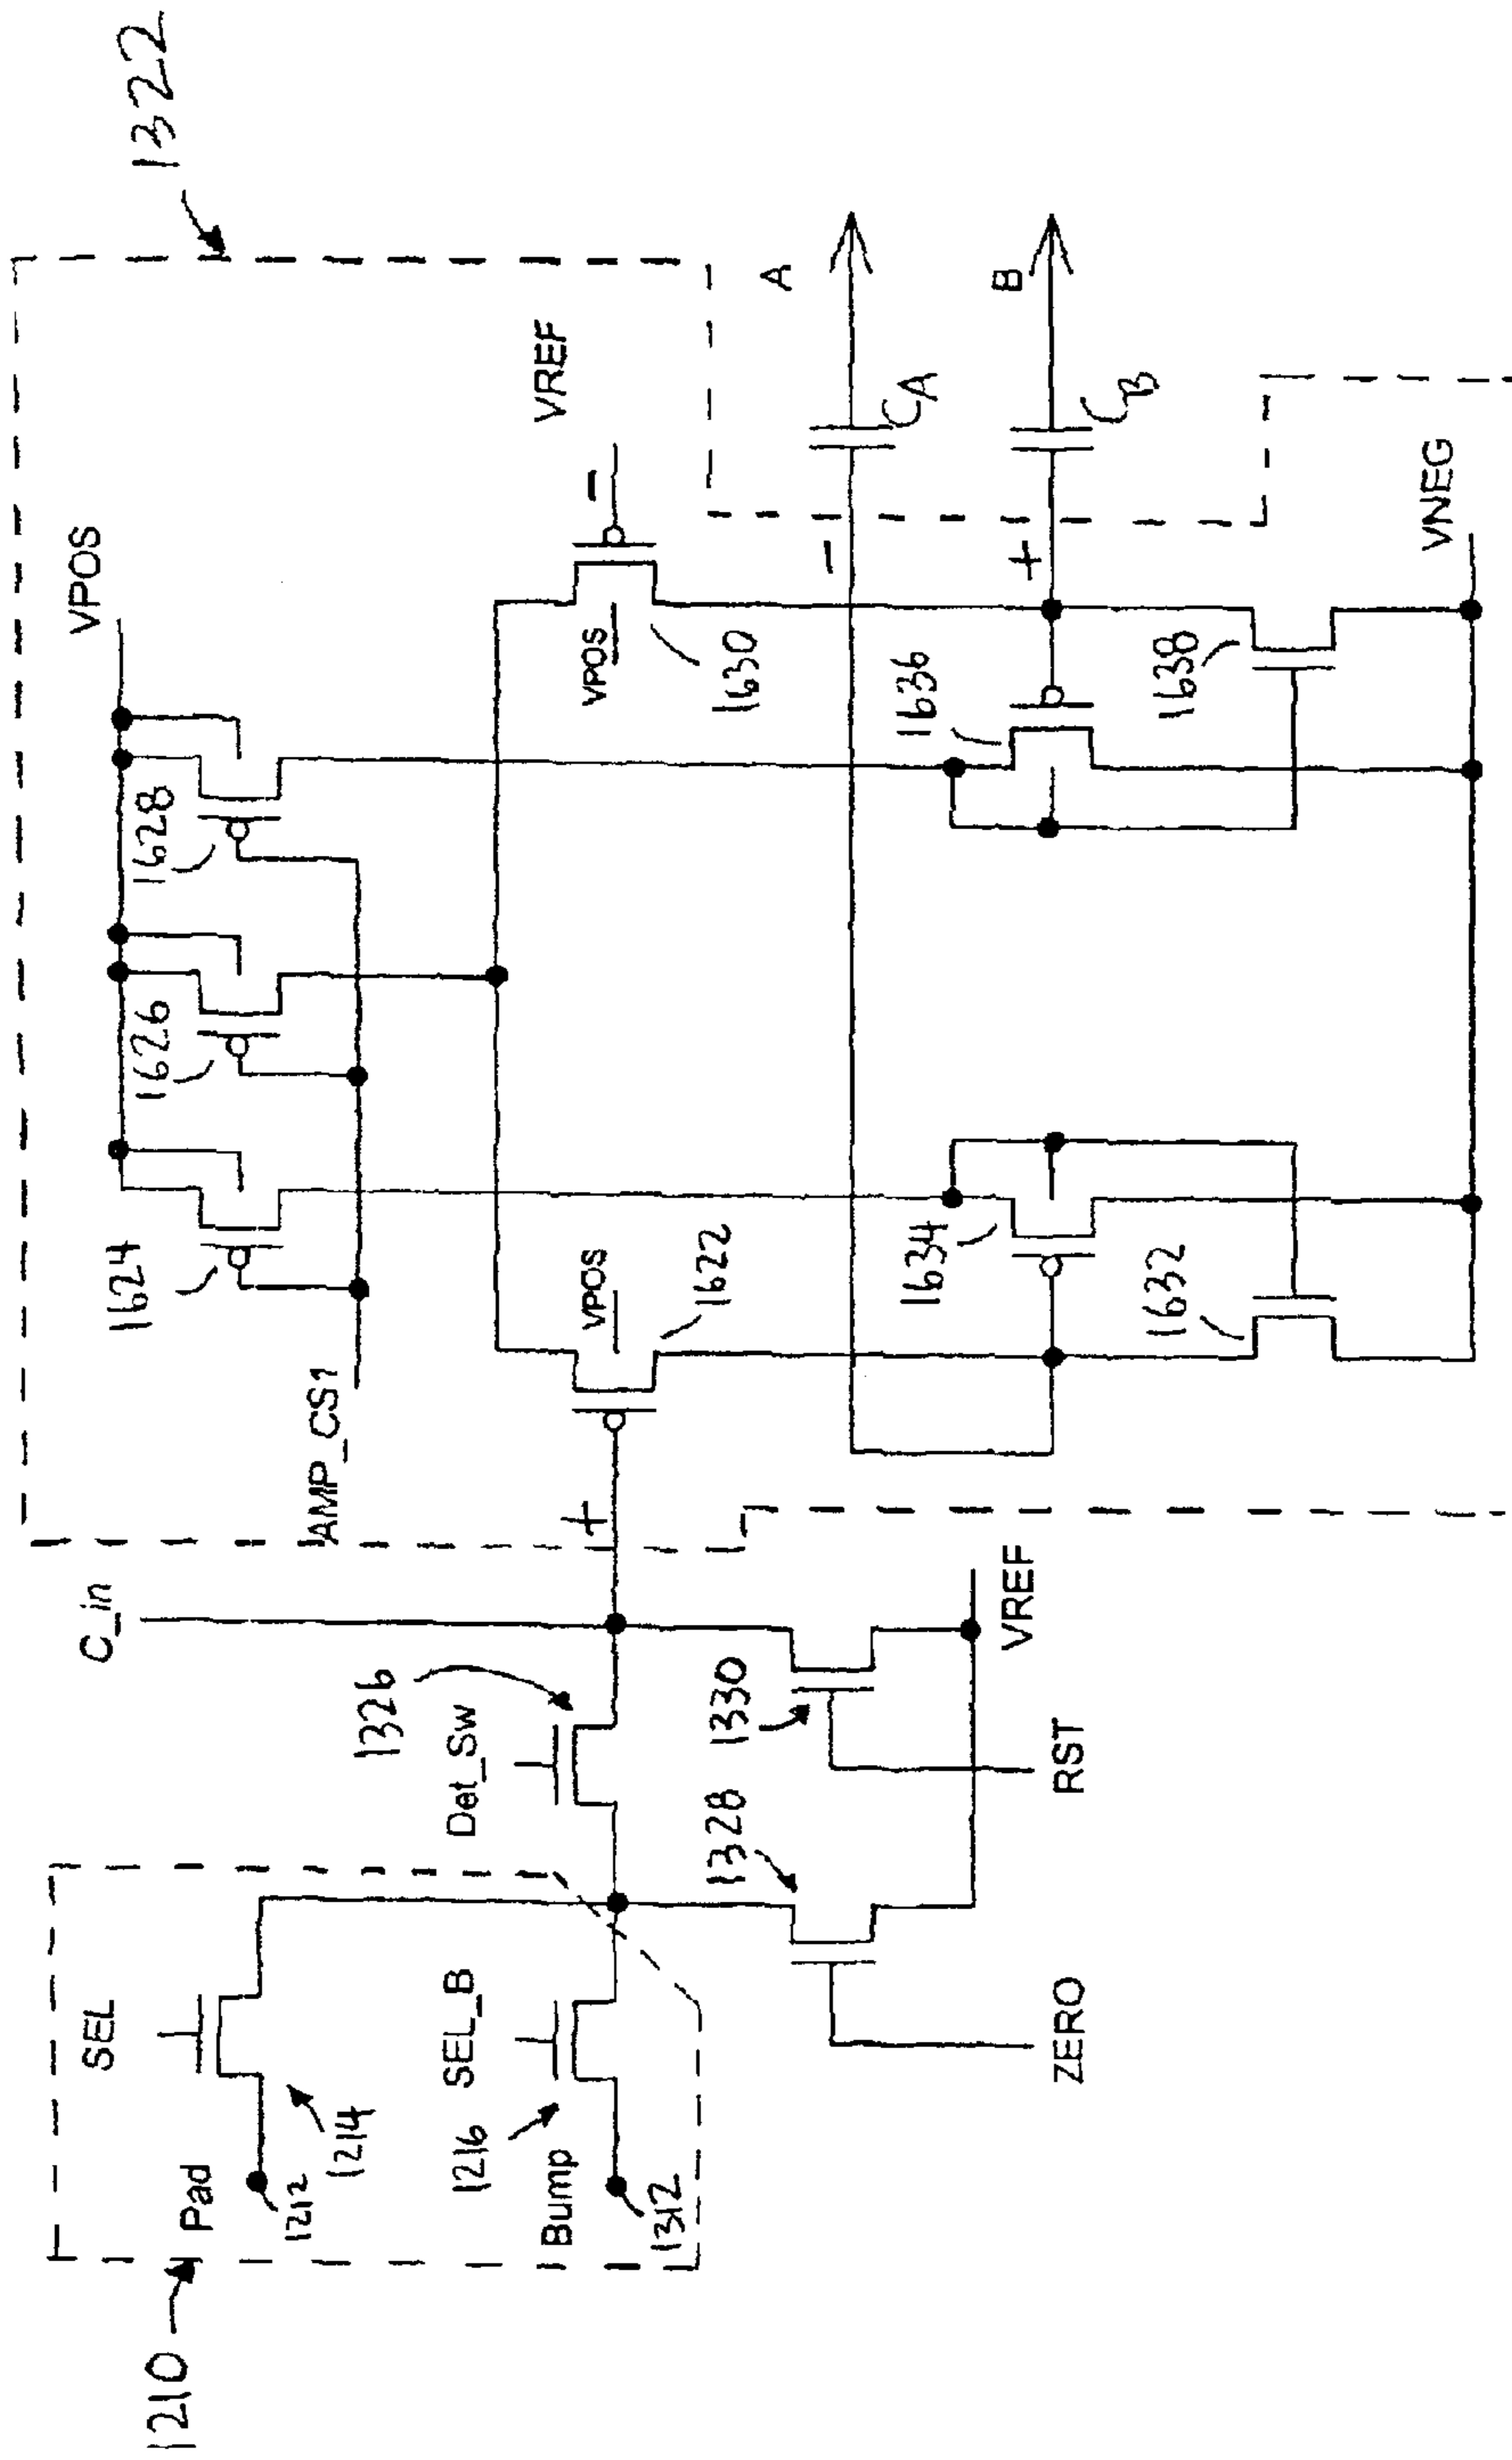 1322
VPOS
1624
1626
1628
AMP_CS1
VREF
VPOS
1622
VPOS
1630
+
-
-
+
A
B
CA
CB
1634
1632
1636
1638
VNEG
C_in
1326
Det_Sw
1330
1328
VREF
RST
ZERO
1210
SEL
Pad
1212
1214
SEL_B
1216
Bump
1312